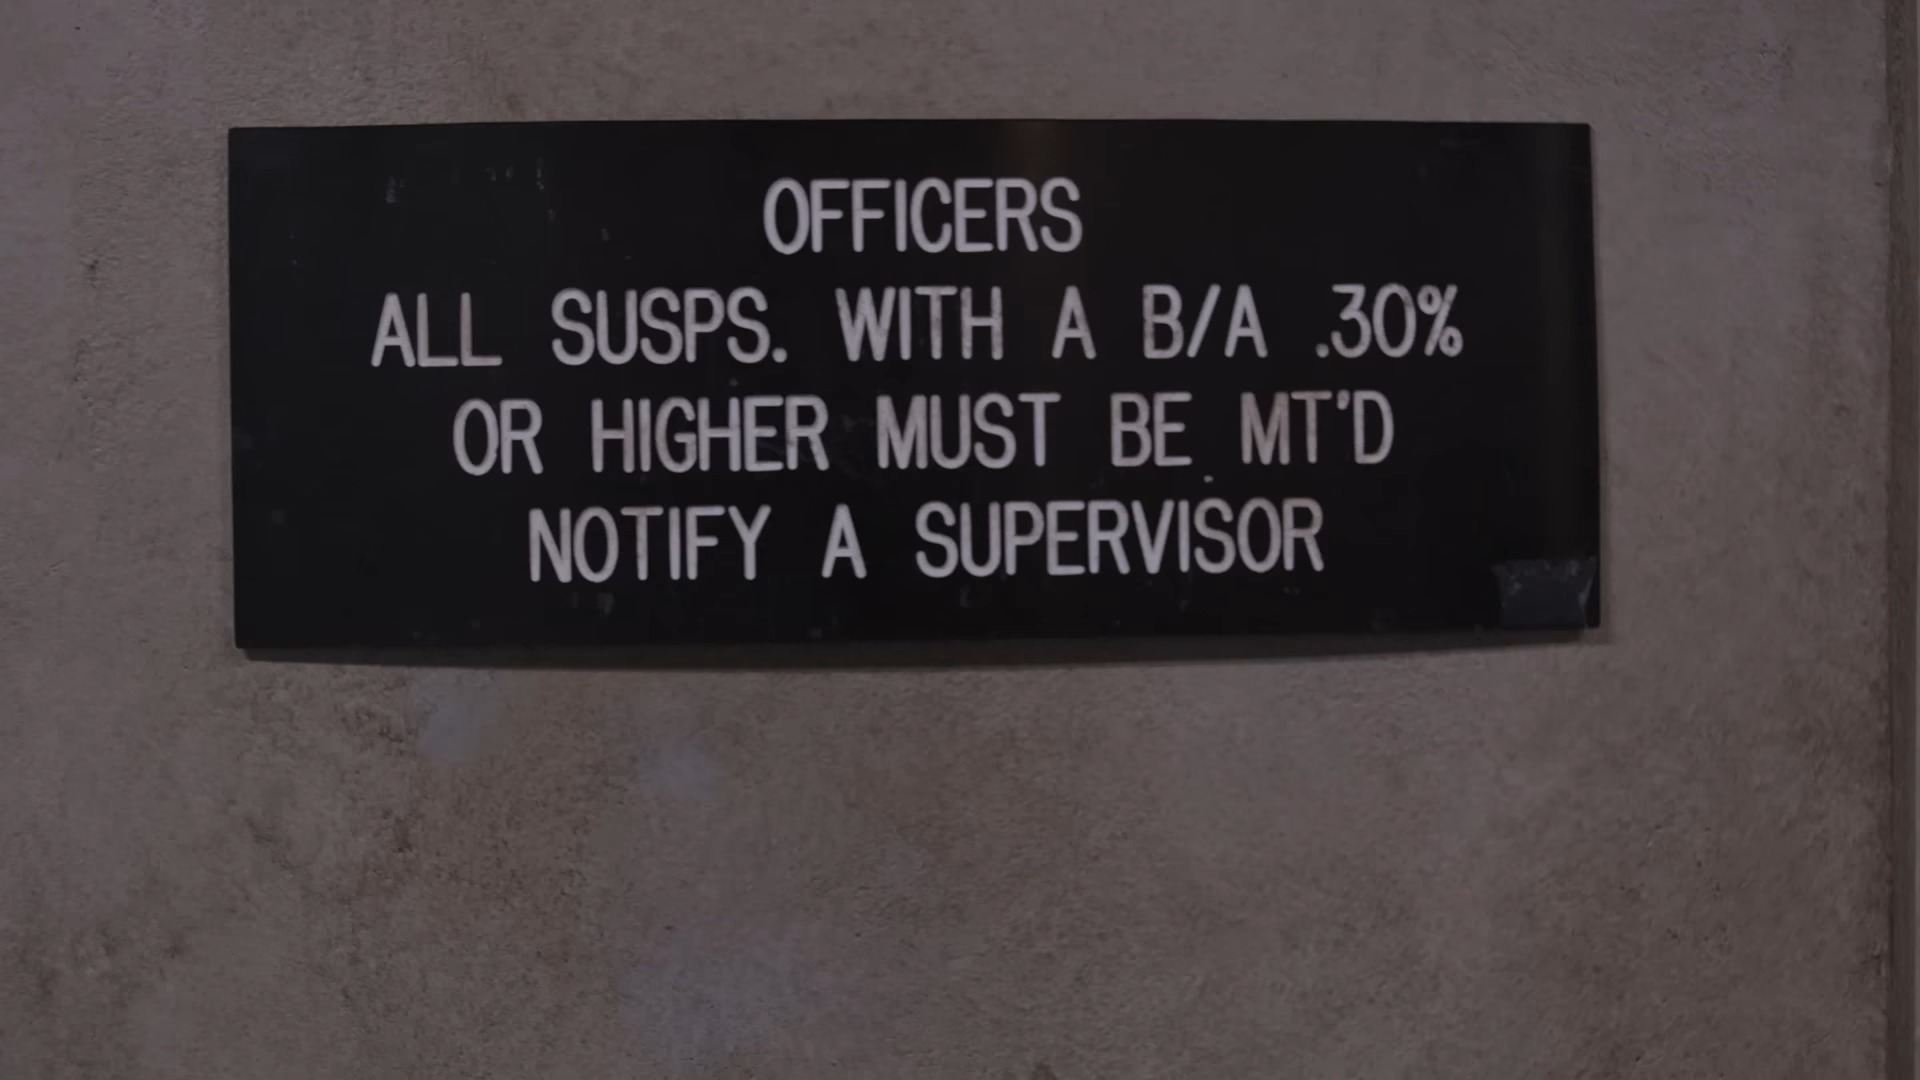 OFFICERS
ALL SUSPS. WITH A B/A .30%
OR HIGHER MUST BE MT'D
NOTIFY A SUPERVISOR